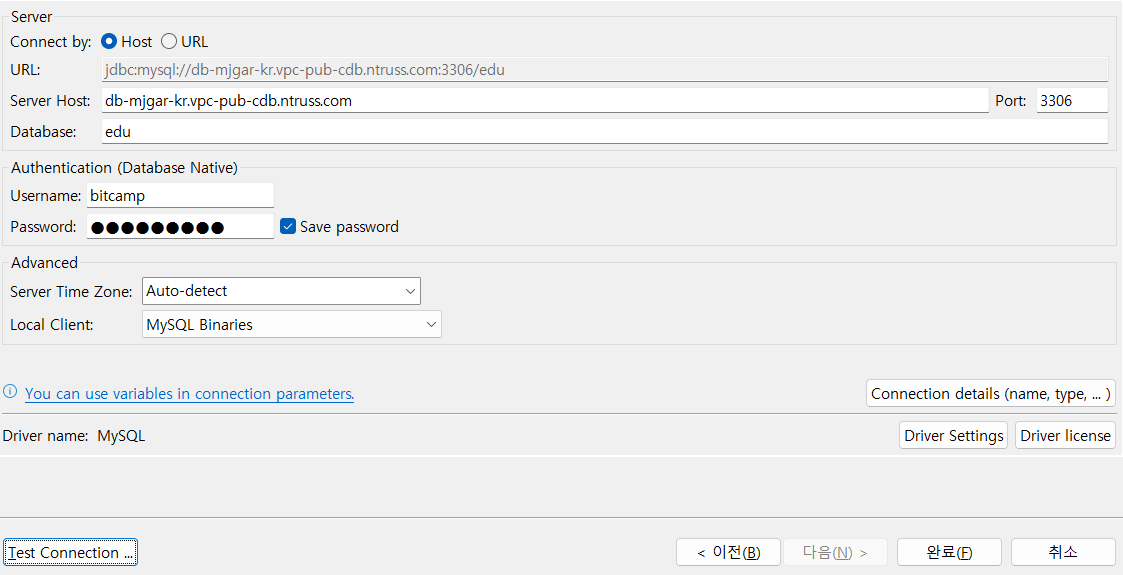 Server
Connect by: Host URL
URL: jdbc:mysql://db-mjgar-kr.vpc-pub-cdb.ntruss.com:3306/edu
Server Host: db-mjgar-kr.vpc-pub-cdb.ntruss.com Port: 3306
Database: edu
Authentication (Database Native)
Username: bitcamp
Password: ●●●●●●●●● Save password
Advanced
Server Time Zone: Auto-detect
Local Client: MySQL Binaries
You can use variables in connection parameters. Connection details (name, type, ... )
Driver name: MySQL Driver Settings Driver license
Test Connection ... < 이전(B) 다음(N) > 완료(F) 취소